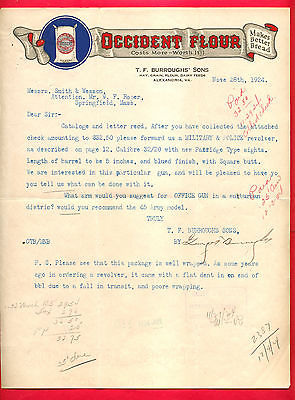 OCCIDENT FLOUR
Costs More-Worth It!
Makes Better Bread
T. F. BURROUGHS' SONS
HAY, GRAIN, FLOUR, DAIRY FEEDS
ALEXANDRIA, VA.
Nove 28th, 1924.
Messrs, Smith & Wesson,
Attention, Mr. W. F. Roper,
Springfield, Mass.
Dear Sir:-
Catalogs and letter recd, After you have collected the attached
check amounting to $32.50 please forward us a MILITARY & POLICE revolver,
as described on page 12, Calibre 32/20 with new Patridge Type sights,
length of barrel to be 5 inches, and blued finish, with Square butt.
We are interested in this particular gun, and will be pleased to have you
tell us what can be done with it.
What arm would you suggest for OFFICE GUN in a suburban
distric? would you recommend the 45 Army model.
TRULY
T. F. BURROUGHS SONS,
BY
P. S. Please see that this package is well wrapped. As some years
ago in ordering a revolver, it came with a flat dent in end of
bbl due to a fall in transit, and poore wrapping.